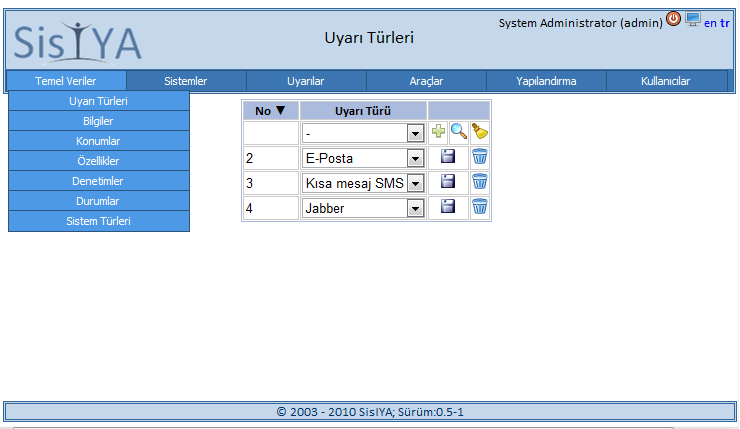 SisIYA
Uyarı Türleri
System Administrator (admin) en tr
Temel Veriler Sistemler Uyarılar Araçlar Yapılandırma Kullanıcılar
Uyarı Türleri
Bilgiler
Konumlar
Özellikler
Denetimler
Durumlar
Sistem Türleri
No ▼ Uyarı Türü
-
2 E-Posta
3 Kısa mesaj SMS
4 Jabber
© 2003 - 2010 SisIYA; Sürüm:0.5-1